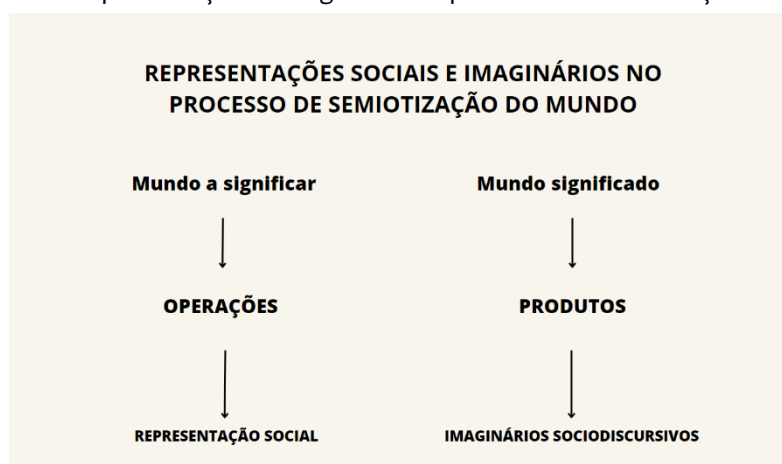 REPRESENTAÇÕES SOCIAIS E IMAGINÁRIOS NO
PROCESSO DE SEMIOTIZAÇÃO DO MUNDO
Mundo a significar
Mundo significado
OPERAÇÕES
PRODUTOS
REPRESENTAÇÃO SOCIAL
IMAGINÁRIOS SOCIODISCURSIVOS